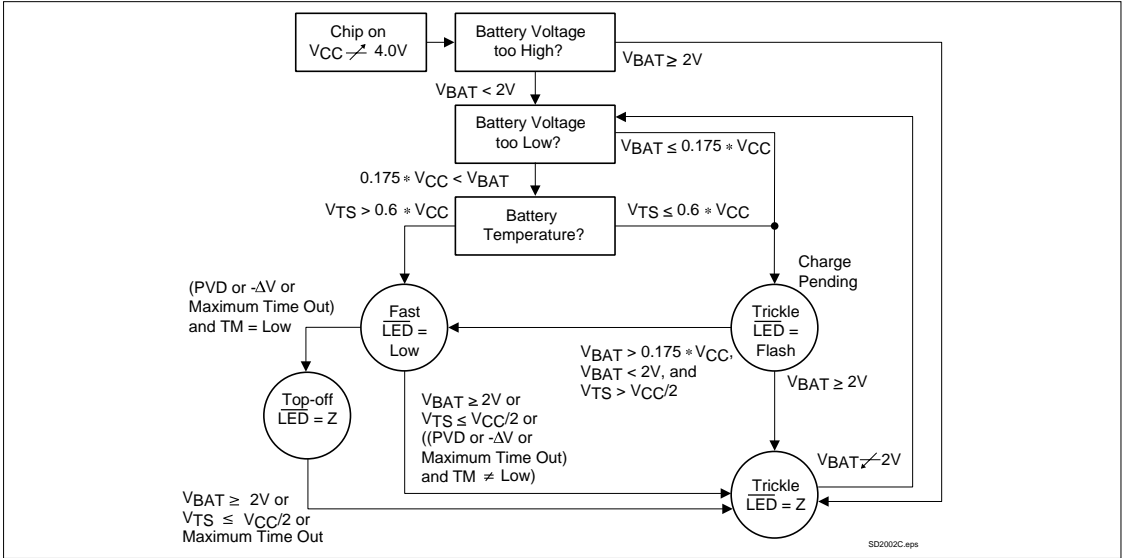 Chip on
VCC 4.0V
Battery Voltage
too High?
VBAT ≥ 2V
VBAT < 2V
Battery Voltage
too Low?
VBAT ≤ 0.175 * VCC
0.175 * VCC < VBAT
VTS > 0.6 * VCC
Battery
Temperature?
VTS ≤ 0.6 * VCC
Charge
Pending
(PVD or -ΔV or
Maximum Time Out)
and TM = Low
Fast
LED =
Low
Trickle
LED =
Flash
VBAT > 0.175 * VCC,
VBAT < 2V, and
VTS > VCC/2
VBAT ≥ 2V
Top-off
LED = Z
VBAT ≥ 2V or
VTS ≤ VCC/2 or
((PVD or -ΔV or
Maximum Time Out)
and TM ≠ Low)
VBAT 2V
Trickle
LED = Z
VBAT ≥ 2V or
VTS ≤ VCC/2 or
Maximum Time Out
SD2002C.eps